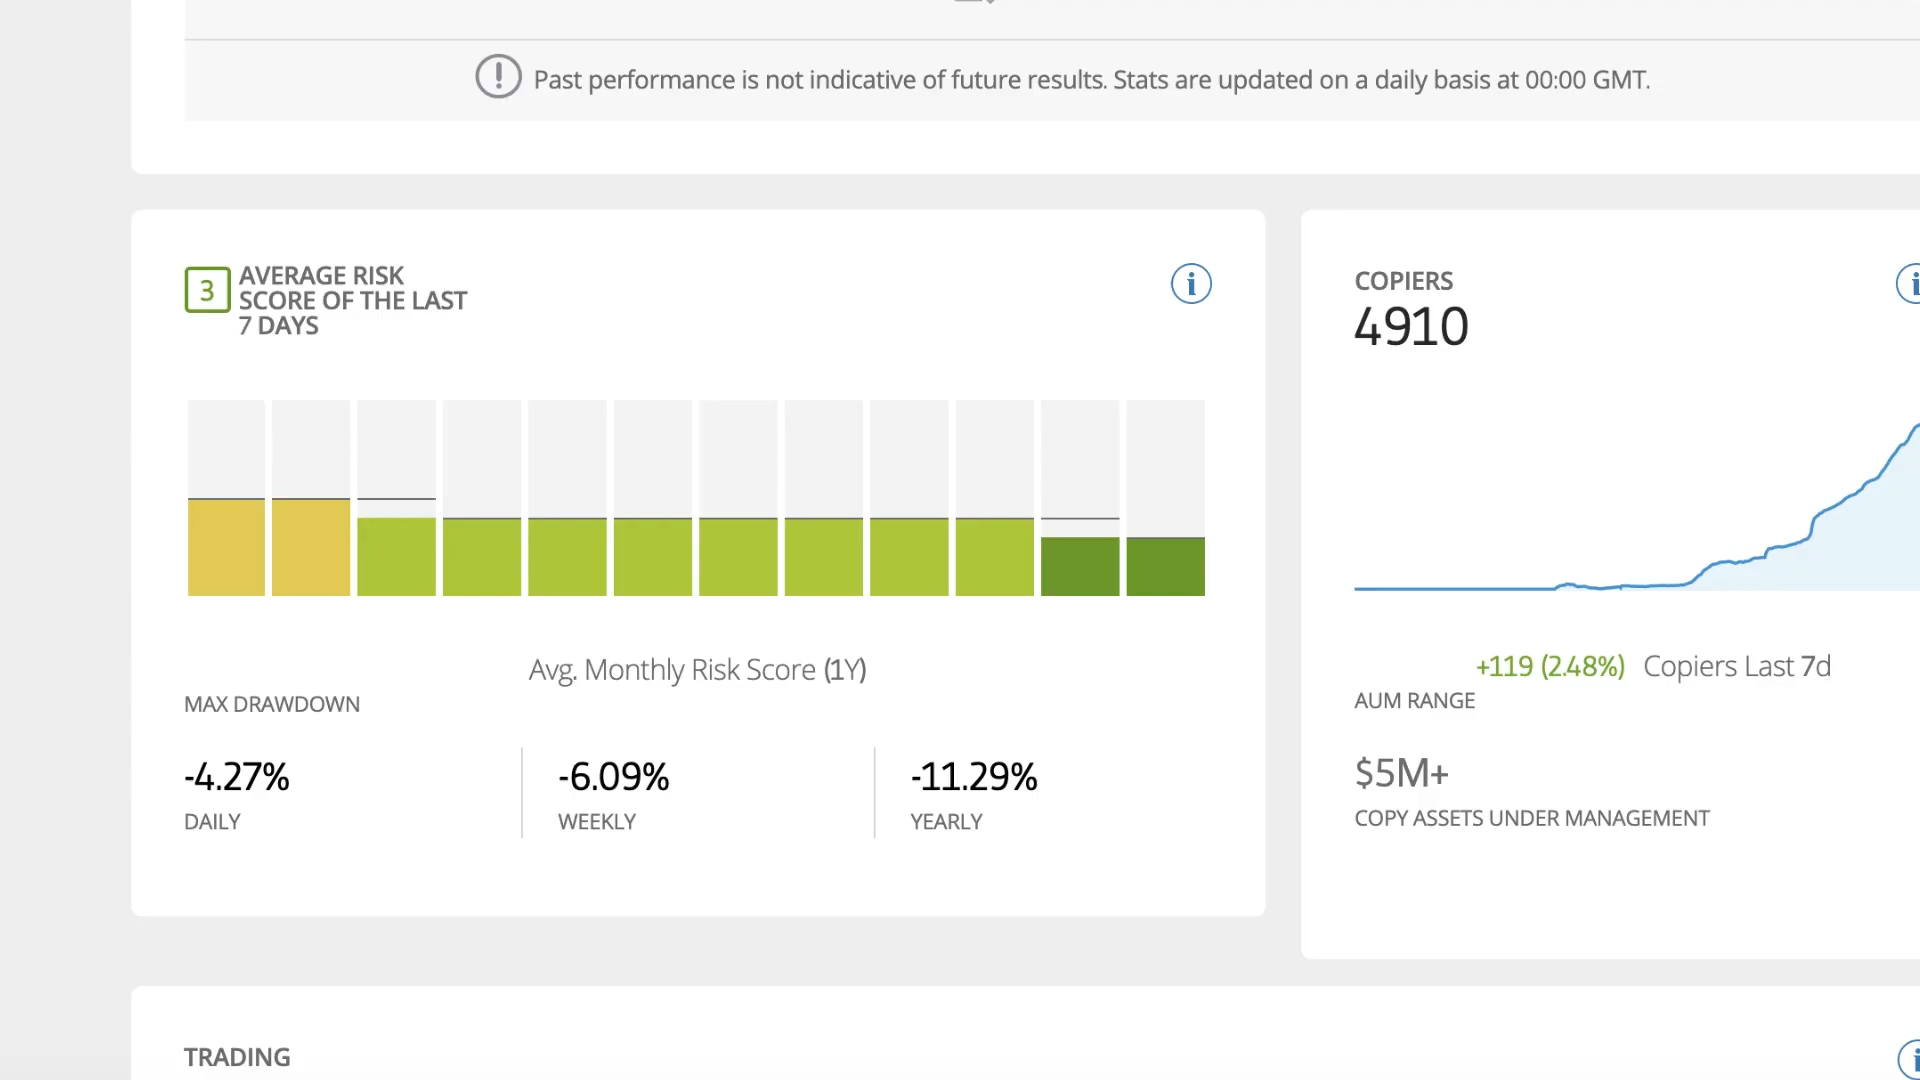 Past performance is not indicative of future results. Stats are updated on a daily basis at 00:00 GMT.
3
AVERAGE RISK
SCORE OF THE LAST
7 DAYS
Avg. Monthly Risk Score (1Y)
MAX DRAWDOWN
-4.27%
DAILY
-6.09%
WEEKLY
-11.29%
YEARLY
COPIERS
4910
+119 (2.48%) Copiers Last 7d
AUM RANGE
$5M+
COPY ASSETS UNDER MANAGEMENT
TRADING